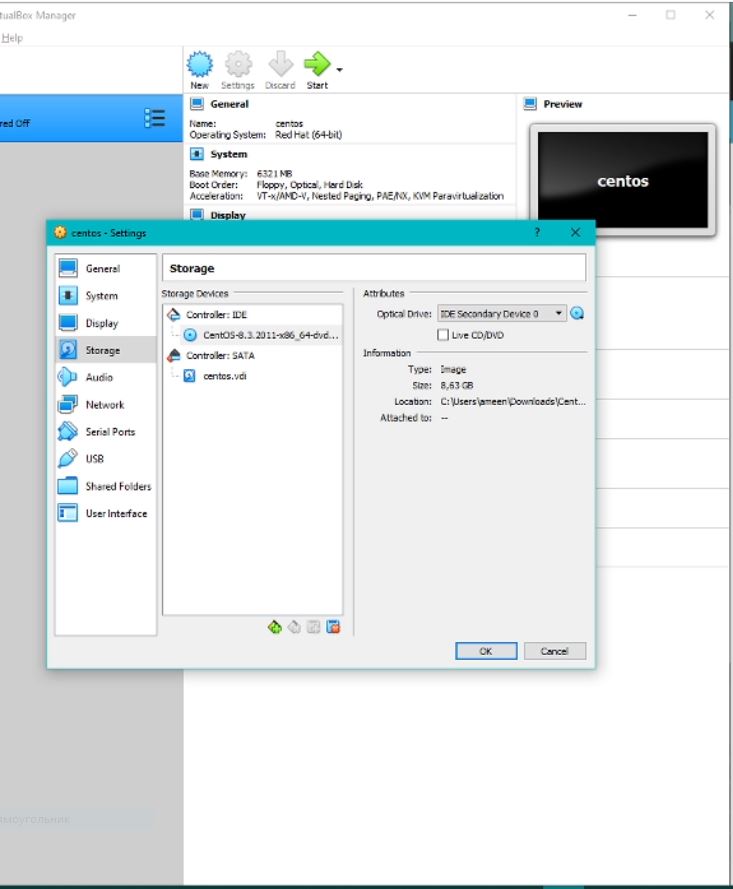 tualBox Manager
Help
New Settings Discard Start
red Off
General
Name: centos
Operating System: Red Hat (64-bit)
System
Base Memory: 6321 MB
Boot Order: Floppy, Optical, Hard Disk
Acceleration: VT-x/AMD-V, Nested Paging, PAE/NX, KVM Paravirtualization
Display
Preview
centos
centos - Settings
General
System
Display
Storage
Audio
Network
Serial Ports
USB
Shared Folders
User Interface
Storage
Storage Devices
Controller: IDE
CentOS-8.3.2011-x86_64-dvd...
Controller: SATA
centos.vdi
Attributes
Optical Drive: IDE Secondary Device 0
Live CD/DVD
Information
Type: Image
Size: 8,63 GB
Location: C:\Users\ameen\Downloads\Cent...
Attached to: --
OK Cancel
ямоугольник